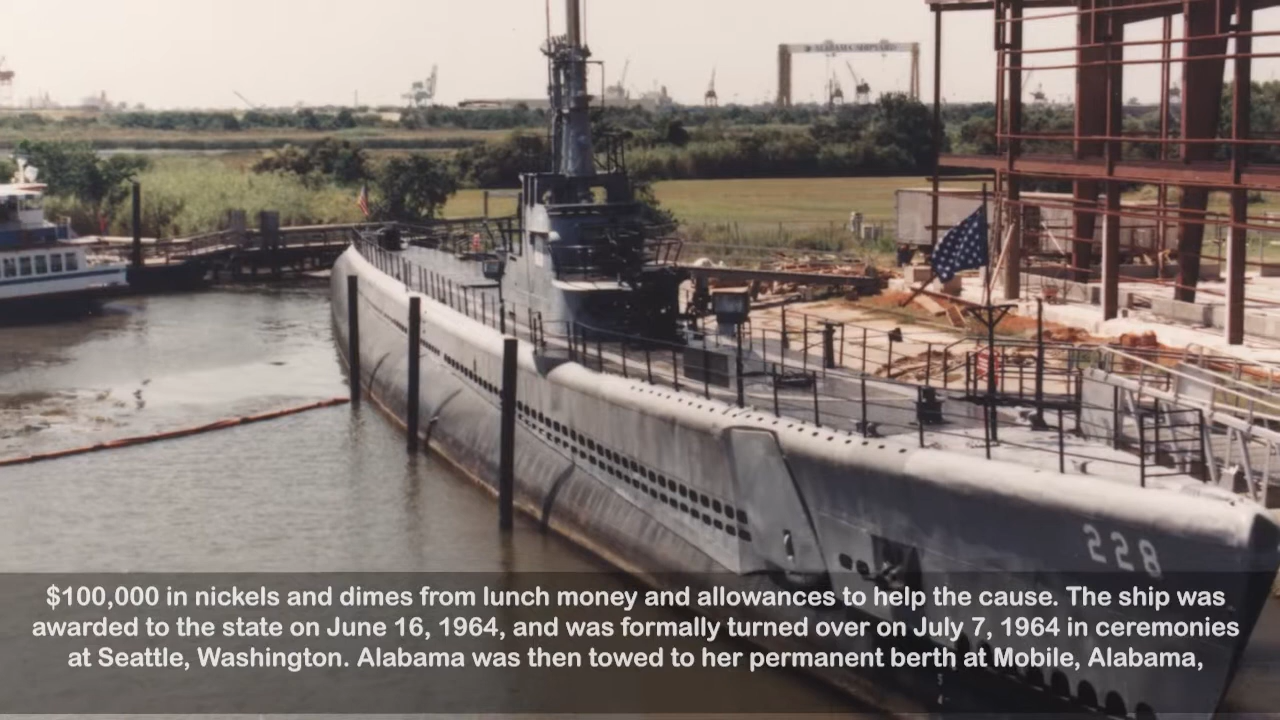 ALABAMA SHIPYARD
228
$100,000 in nickels and dimes from lunch money and allowances to help the cause. The ship was
awarded to the state on June 16, 1964, and was formally turned over on July 7, 1964 in ceremonies
at Seattle, Washington. Alabama was then towed to her permanent berth at Mobile, Alabama,